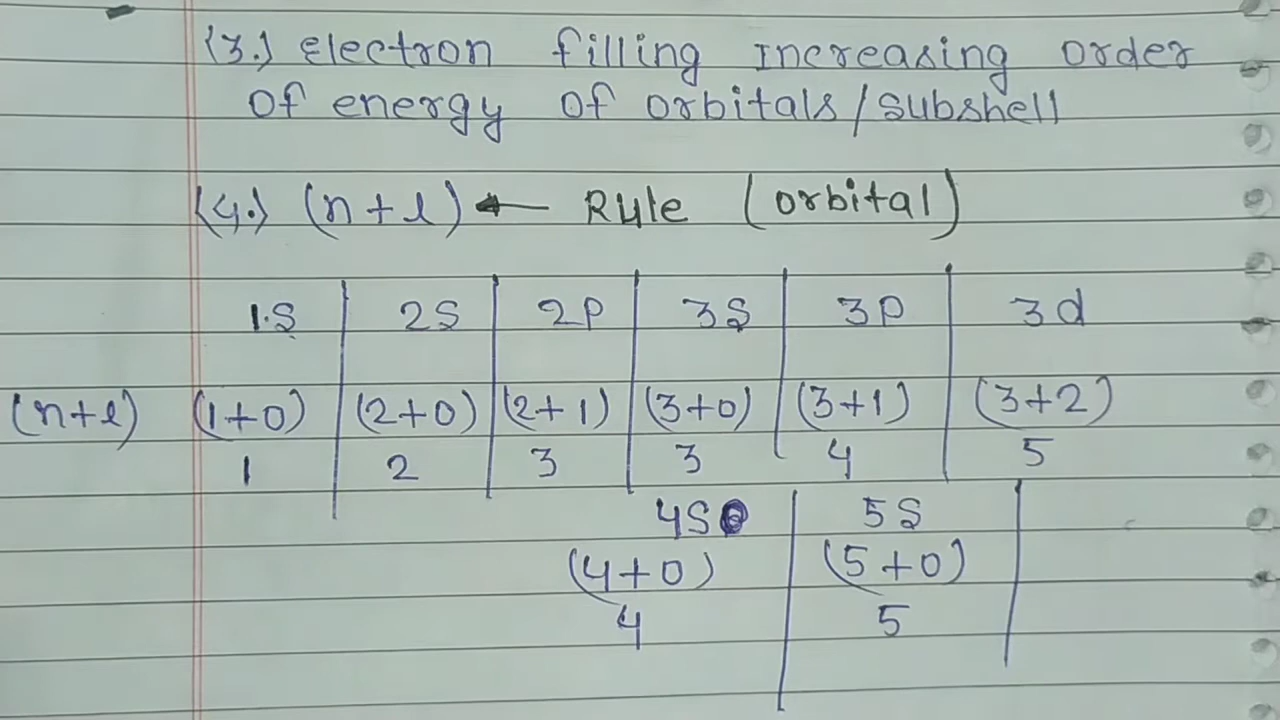 (3.) Electron filling Increasing order
of energy of orbitals/subshell
(4.) (n+l) ← Rule (orbital)
1.s 2s 2p 3s 3p 3d
(n+l) (1+0) (2+0) (2+1) (3+0) (3+1) (3+2)
1 2 3 3 4 5
4s 5s
(4+0) (5+0)
4 5